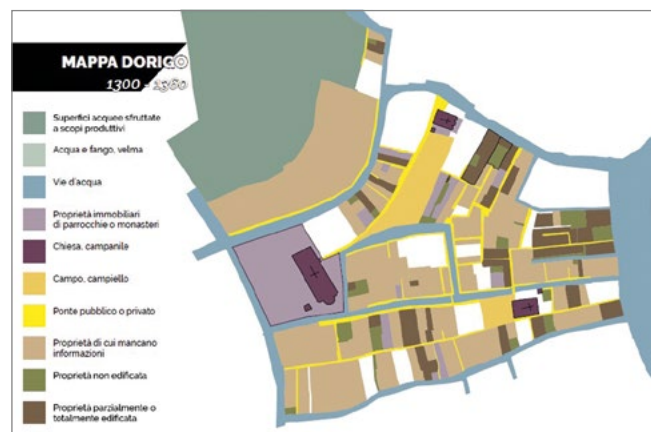 MAPPA DORIGO
1300 - 1360
Superfici acquee sfruttate
a scopi produttivi
Acqua e fango, velma
Vie d'acqua
Proprietà immobiliari
di parrocchie o monasteri
Chiesa, campanile
Campo, campiello
Ponte pubblico o privato
Proprietà di cui mancano
informazioni
Proprietà non edificata
Proprietà parzialmente o
totalmente edificata